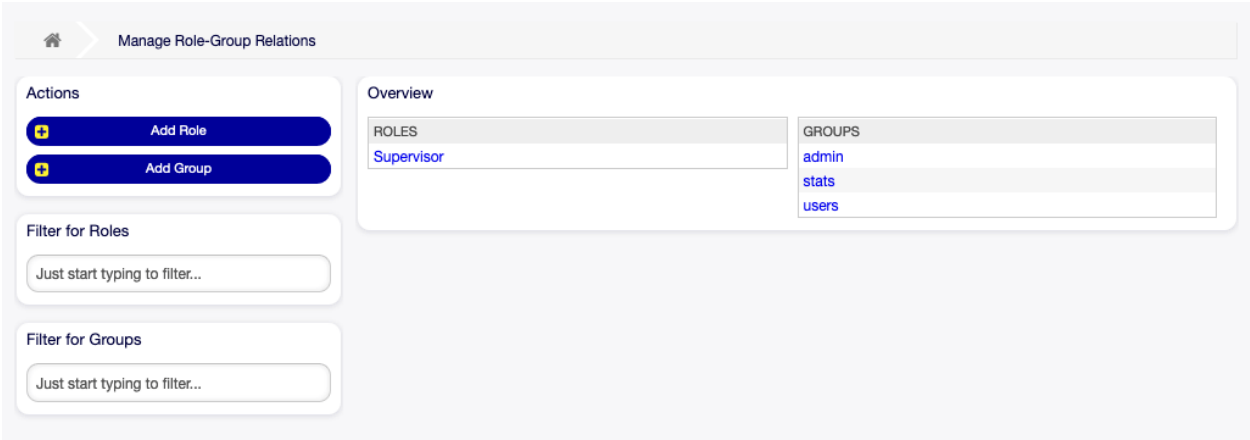 Manage Role-Group Relations
Actions
Add Role
Add Group
Filter for Roles
Just start typing to filter...
Filter for Groups
Just start typing to filter...
Overview
ROLES
Supervisor
GROUPS
admin
stats
users